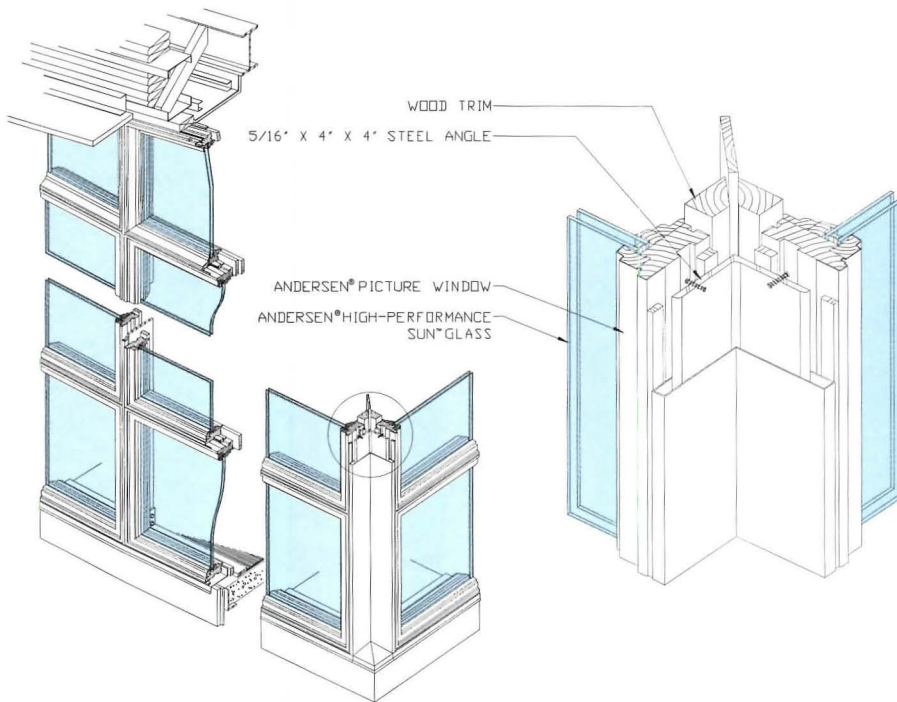 WOOD TRIM
5/16" X 4" X 4" STEEL ANGLE
ANDERSEN® PICTURE WINDOW
ANDERSEN® HIGH-PERFORMANCE
SUN™ GLASS